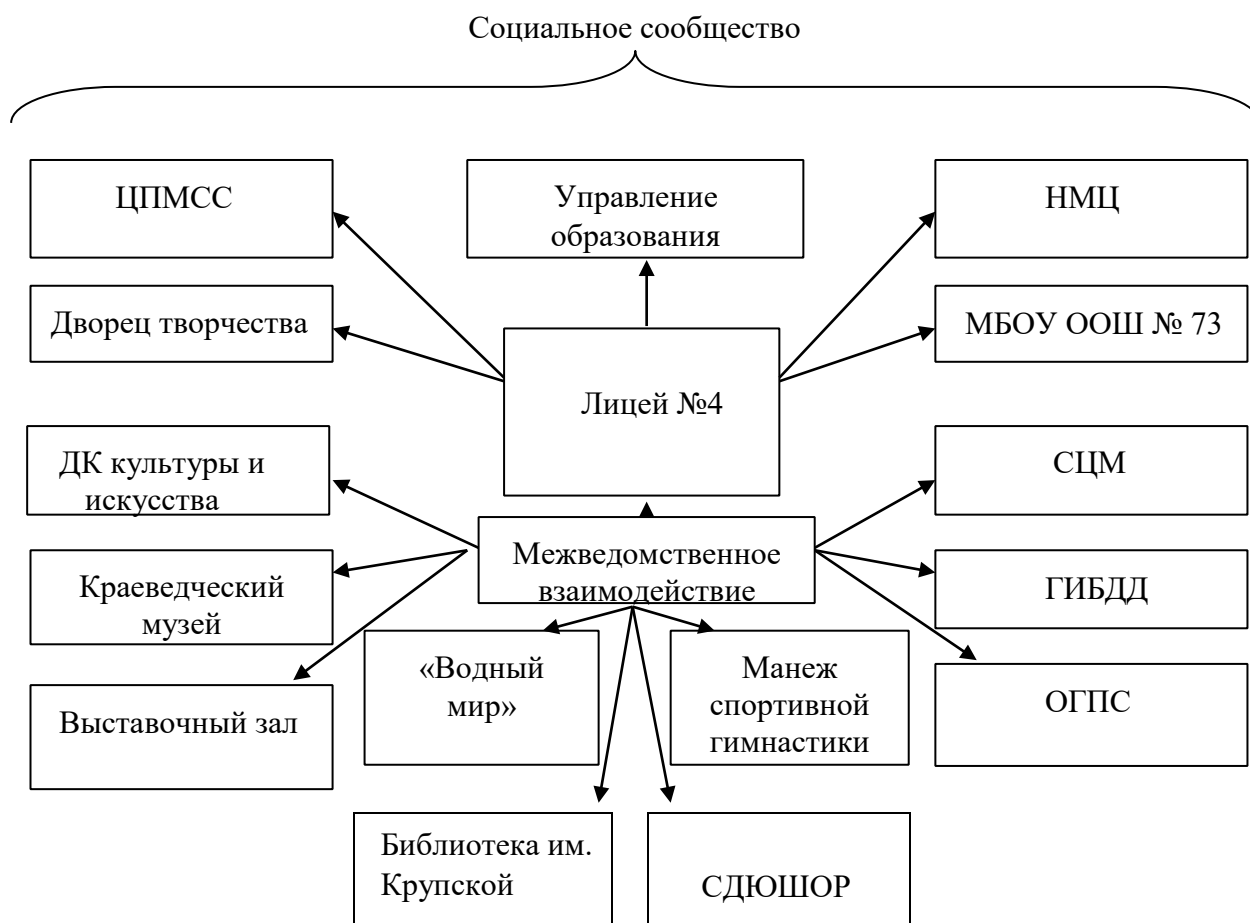 Социальное сообщество
ЦПМСС
Управление
образования
НМЦ
Дворец творчества
МБОУ ООШ № 73
Лицей №4
ДК культуры и
искусства
СЦМ
Межведомственное
взаимодействие
Краеведческий
музей
ГИБДД
«Водный
мир»
Манеж
спортивной
гимнастики
ОГПС
Выставочный зал
Библиотека им.
Крупской
СДЮШОР